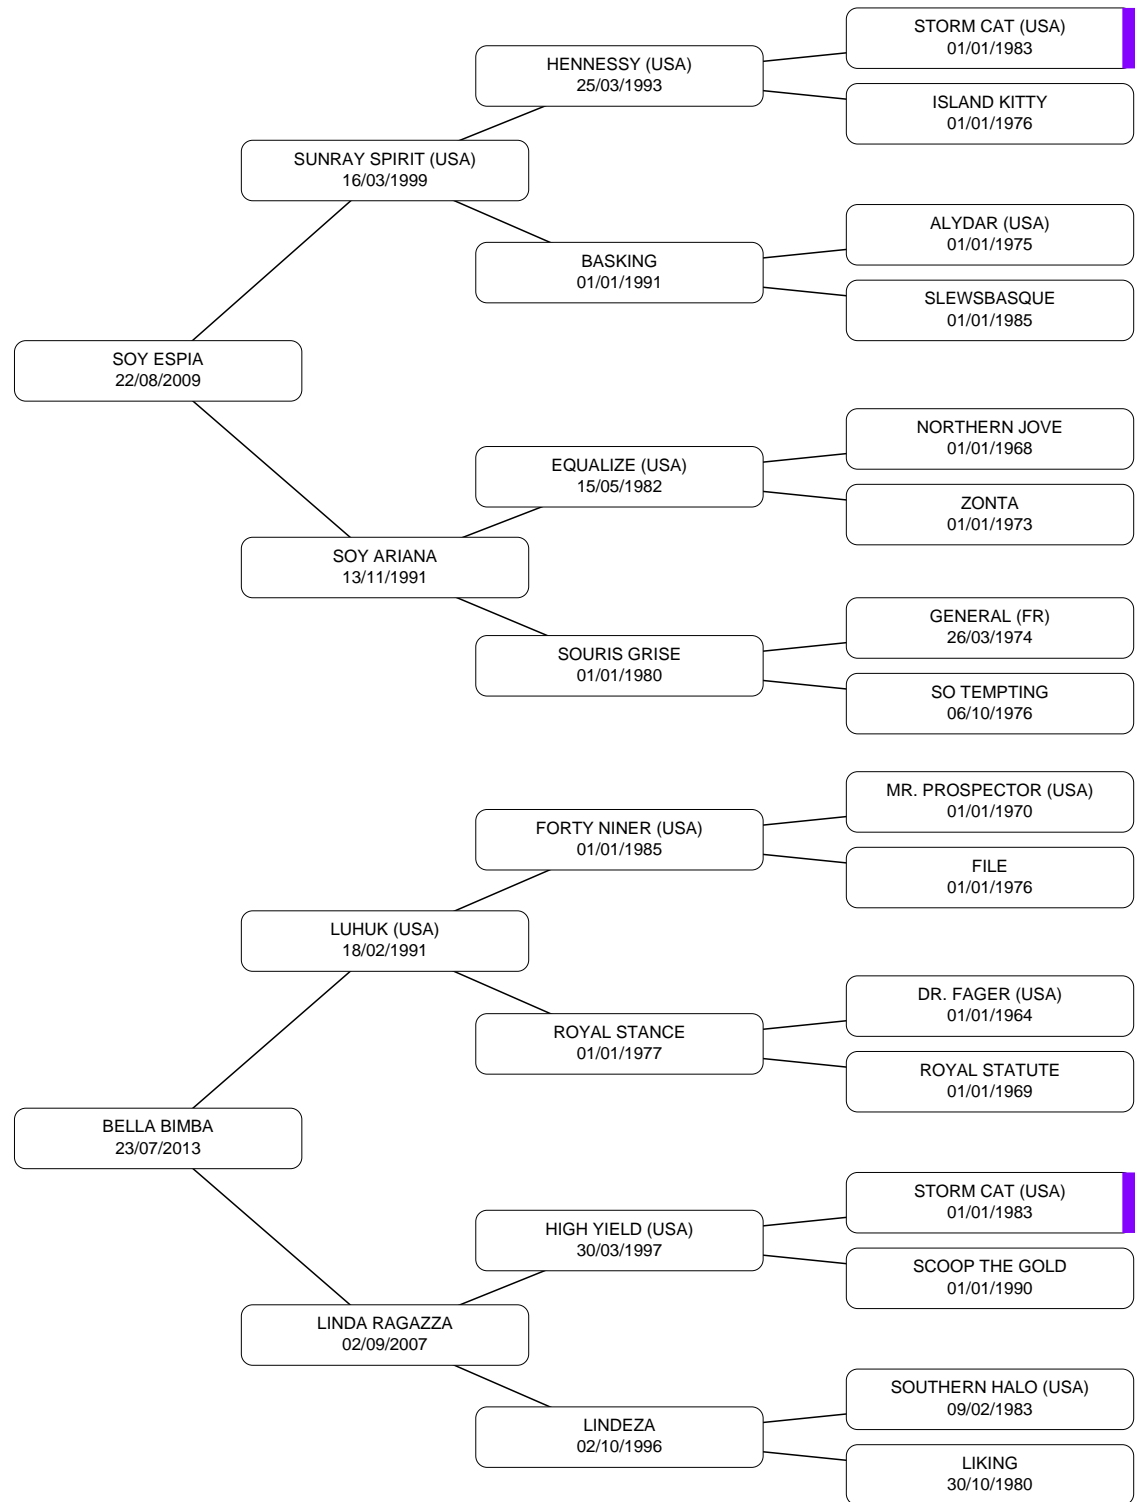 STORM CAT (USA)
01/01/1983
HENNESSY (USA)
25/03/1993
ISLAND KITTY
01/01/1976
SUNRAY SPIRIT (USA)
16/03/1999
ALYDAR (USA)
01/01/1975
BASKING
01/01/1991
SLEWSBASQUE
01/01/1985
SOY ESPIA
22/08/2009
NORTHERN JOVE
01/01/1968
EQUALIZE (USA)
15/05/1982
ZONTA
01/01/1973
SOY ARIANA
13/11/1991
GENERAL (FR)
26/03/1974
SOURIS GRISE
01/01/1980
SO TEMPTING
06/10/1976
MR. PROSPECTOR (USA)
01/01/1970
FORTY NINER (USA)
01/01/1985
FILE
01/01/1976
LUHUK (USA)
18/02/1991
DR. FAGER (USA)
01/01/1964
ROYAL STANCE
01/01/1977
ROYAL STATUTE
01/01/1969
BELLA BIMBA
23/07/2013
STORM CAT (USA)
01/01/1983
HIGH YIELD (USA)
30/03/1997
SCOOP THE GOLD
01/01/1990
LINDA RAGAZZA
02/09/2007
SOUTHERN HALO (USA)
09/02/1983
LINDEZA
02/10/1996
LIKING
30/10/1980